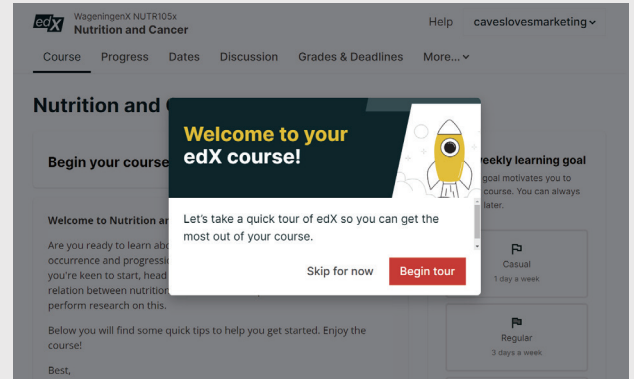 edX
WageningenX NUTR105x
Nutrition and Cancer
Help
caveslovesmarketing
Course Progress Dates Discussion Grades & Deadlines More...
Nutrition and
Welcome to your
edX course!
Begin your course
weekly learning goal
goal motivates you to
course. You can always
later.
Let's take a quick tour of edX so you can get the
most out of your course.
Skip for now
Begin tour
Welcome to Nutrition
Are you ready to learn
occurrence and
you're keen to start, head
relation between nutrition
perform research on this.
Below you will find some quick tips to help you get started. Enjoy the
course!
Best,
Casual
1 day a week
Regular
3 days a week